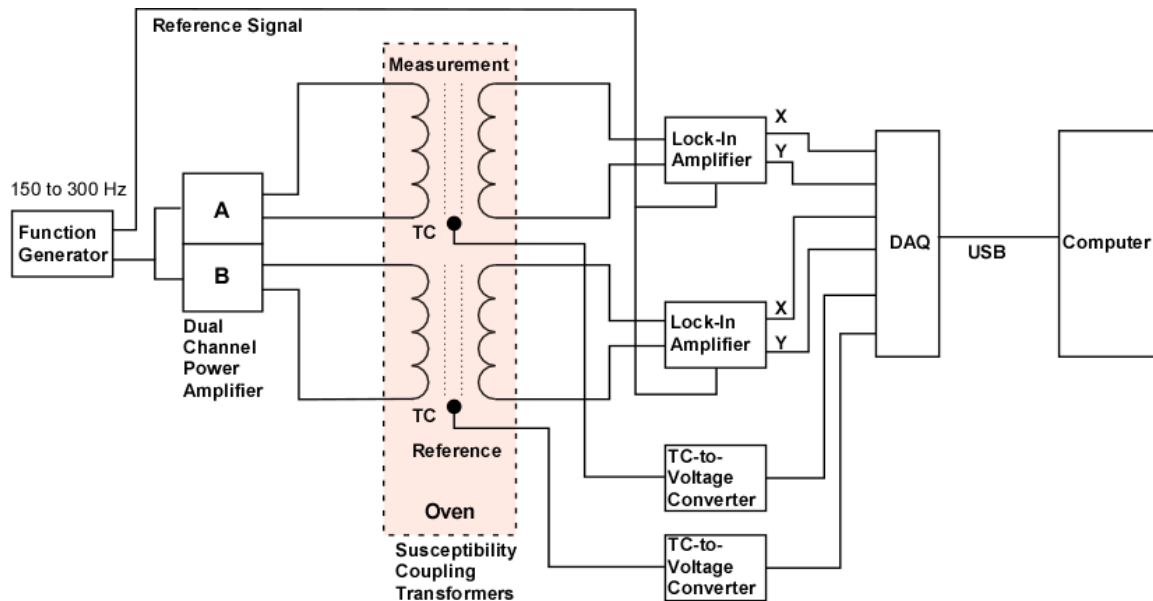 Reference Signal
Measurement
150 to 300 Hz
Function
Generator
A
B
Dual
Channel
Power
Amplifier
TC
TC
Reference
Oven
Susceptibility
Coupling
Transformers
Lock-In
Amplifier
X
Y
Lock-In
Amplifier
X
Y
TC-to-
Voltage
Converter
TC-to-
Voltage
Converter
DAQ
USB
Computer